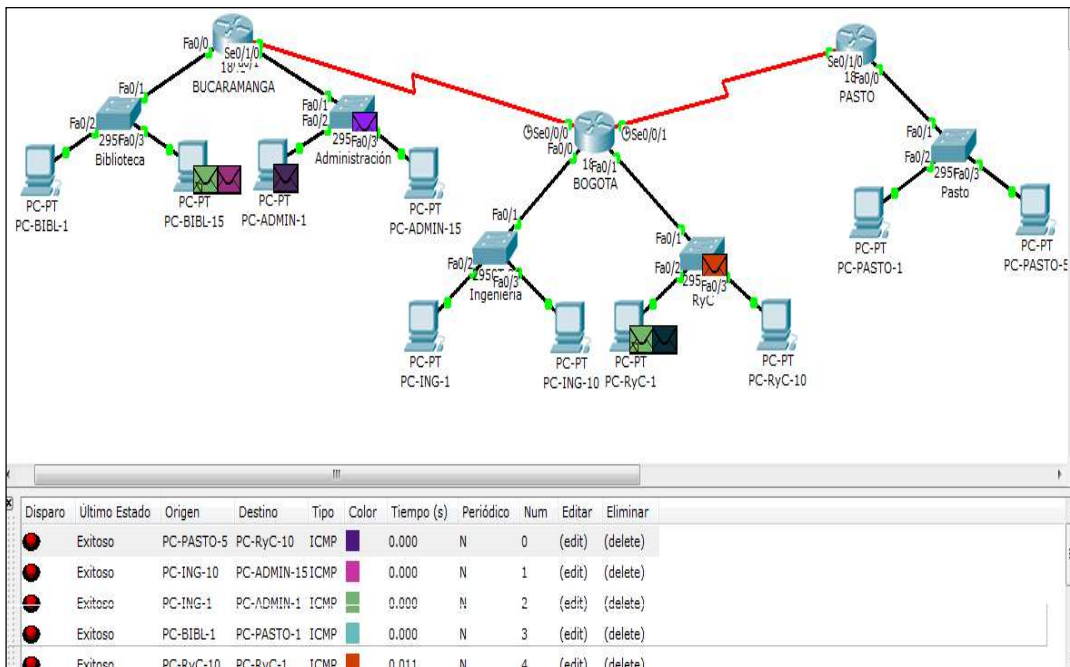 Fa0/0
Se0/1/0
BUCARAMANGA
Fa0/1
Fa0/2
Fa0/3
Biblioteca
PC-PT
PC-BIBL-1
PC-PT
PC-BIBL-15
Fa0/1
Fa0/2
Fa0/3
Administración
PC-PT
PC-ADMIN-1
PC-PT
PC-ADMIN-15
Se0/0/0
Se0/0/1
Fa0/0
Fa0/1
BOGOTA
Fa0/1
Fa0/2
Fa0/3
Ingenieria
PC-PT
PC-ING-1
PC-PT
PC-ING-10
Fa0/1
Fa0/2
Fa0/3
RyC
PC-PT
PC-RyC-1
PC-PT
PC-RyC-10
Se0/1/0
Fa0/0
PASTO
Fa0/1
Fa0/2
Fa0/3
Pasto
PC-PT
PC-PASTO-1
PC-PT
PC-PASTO-5
Disparo Último Estado Origen Destino Tipo Color Tiempo (s) Periódico Num Editar Eliminar
Exitoso PC-PASTO-5 PC-RyC-10 ICMP 0.000 N 0 (edit) (delete)
Exitoso PC-ING-10 PC-ADMIN-15 ICMP 0.000 N 1 (edit) (delete)
Exitoso PC-ING-1 PC-ADMIN-1 ICMP 0.000 N 2 (edit) (delete)
Exitoso PC-BIBL-1 PC-PASTO-1 ICMP 0.000 N 3 (edit) (delete)
Exitoso PC-RyC-10 PC-RyC-1 ICMP 0.011 N 4 (edit) (delete)